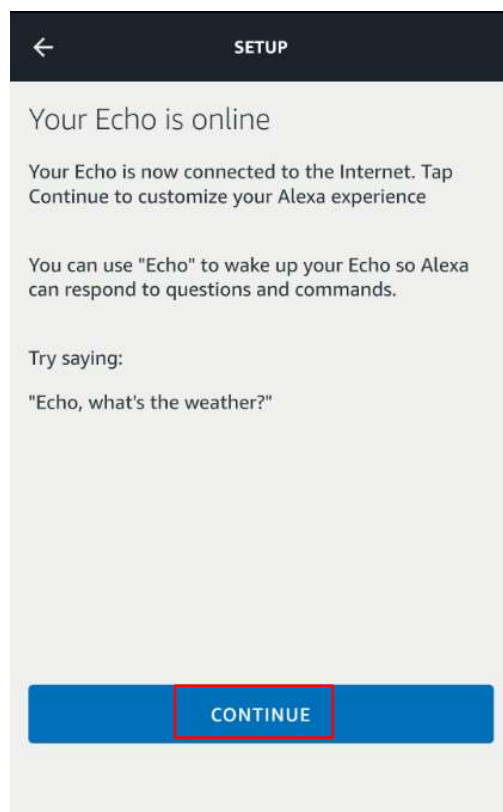 SETUP
Your Echo is online
Your Echo is now connected to the Internet. Tap
Continue to customize your Alexa experience
You can use "Echo" to wake up your Echo so Alexa
can respond to questions and commands.
Try saying:
"Echo, what's the weather?"
CONTINUE